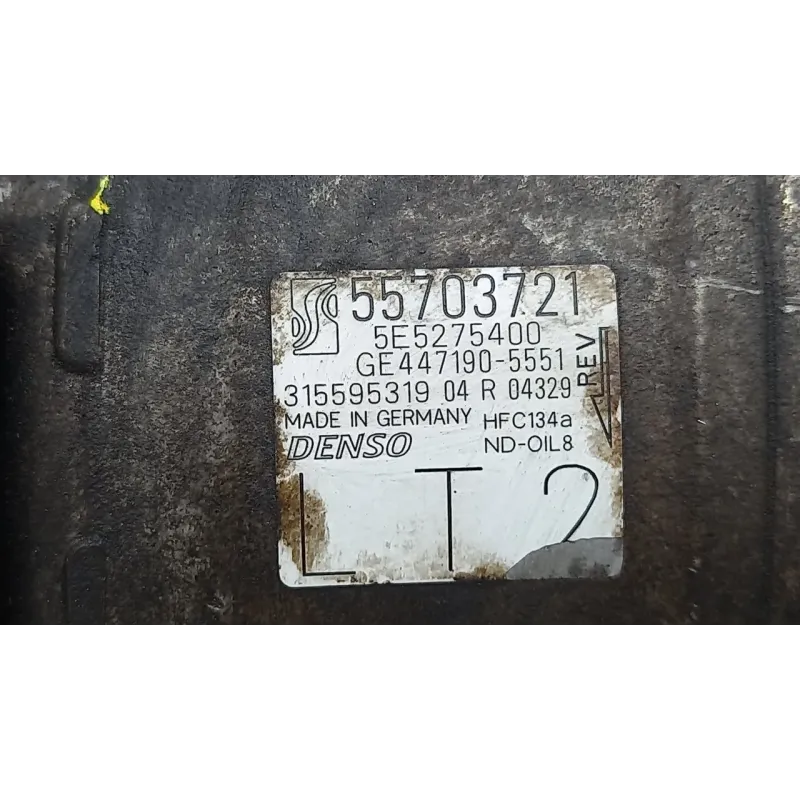 55703721
5E5275400
GE447190-5551
315595319 04 R 04329
REV
MADE IN GERMANY HFC134a
DENSO ND-OIL8
LT2